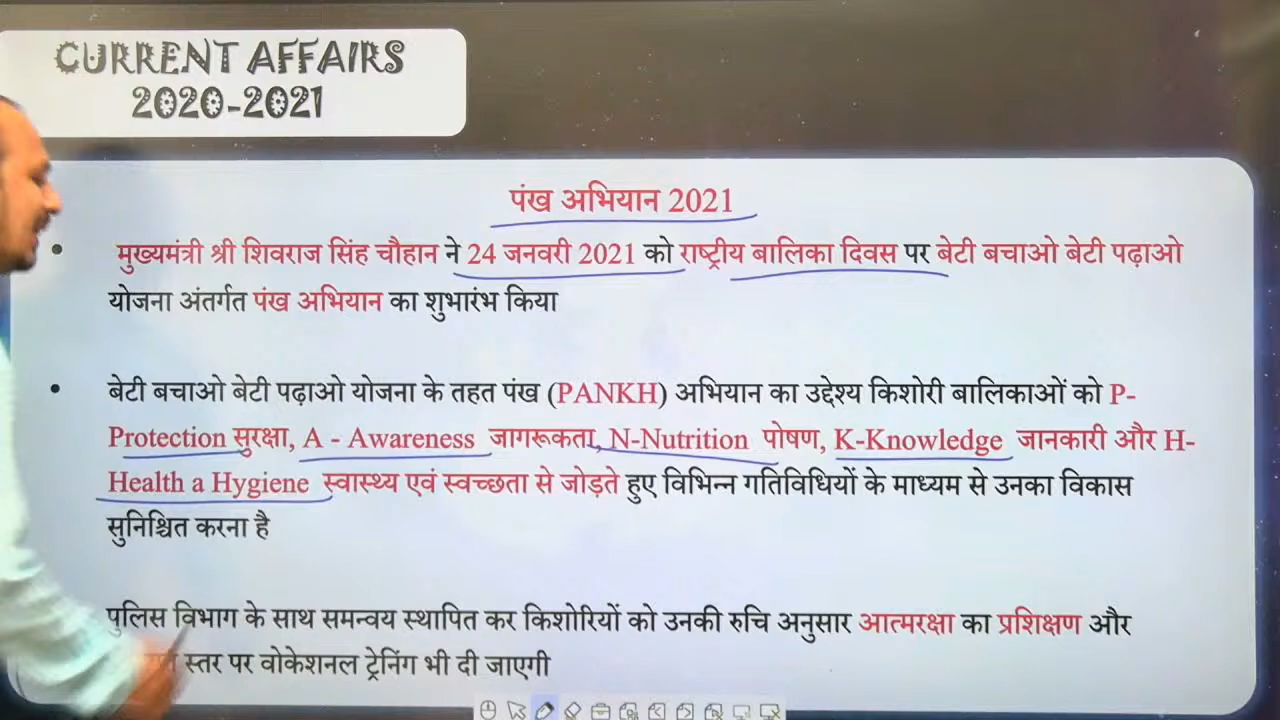 CURRENT AFFAIRS
2020-2021
पंख अभियान 2021
• मुख्यमंत्री श्री शिवराज सिंह चौहान ने 24 जनवरी 2021 को राष्ट्रीय बालिका दिवस पर बेटी बचाओ बेटी पढ़ाओ
योजना अंतर्गत पंख अभियान का शुभारंभ किया
• बेटी बचाओ बेटी पढ़ाओ योजना के तहत पंख (PANKH) अभियान का उद्देश्य किशोरी बालिकाओं को P-
Protection सुरक्षा, A - Awareness जागरूकता, N-Nutrition पोषण, K-Knowledge जानकारी और H-
Health a Hygiene स्वास्थ्य एवं स्वच्छता से जोड़ते हुए विभिन्न गतिविधियों के माध्यम से उनका विकास
सुनिश्चित करना है
पुलिस विभाग के साथ समन्वय स्थापित कर किशोरियों को उनकी रुचि अनुसार आत्मरक्षा का प्रशिक्षण और
स्तर पर वोकेशनल ट्रेनिंग भी दी जाएगी